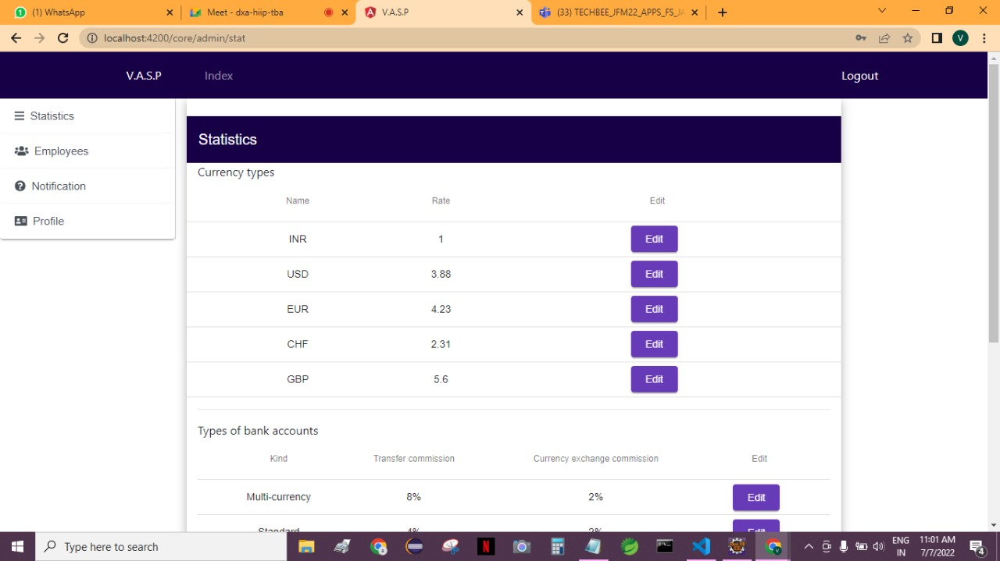 (1) WhatsApp
Meet - dxa-hiip-tba
V.A.S.P
(33) TECHBEE_JFM22_APPS_FS_JA
localhost:4200/core/admin/stat
V
V.A.S.P Index Logout
Statistics
Employees
Notification
Profile
Statistics
Currency types
Name Rate Edit
INR 1 Edit
USD 3.88 Edit
EUR 4.23 Edit
CHF 2.31 Edit
GBP 5.6 Edit
Types of bank accounts
Kind Transfer commission Currency exchange commission Edit
Multi-currency 8% 2% Edit
Standard 4% 2% Edit
Type here to search
ENG
IN
11:01 AM
7/7/2022
4